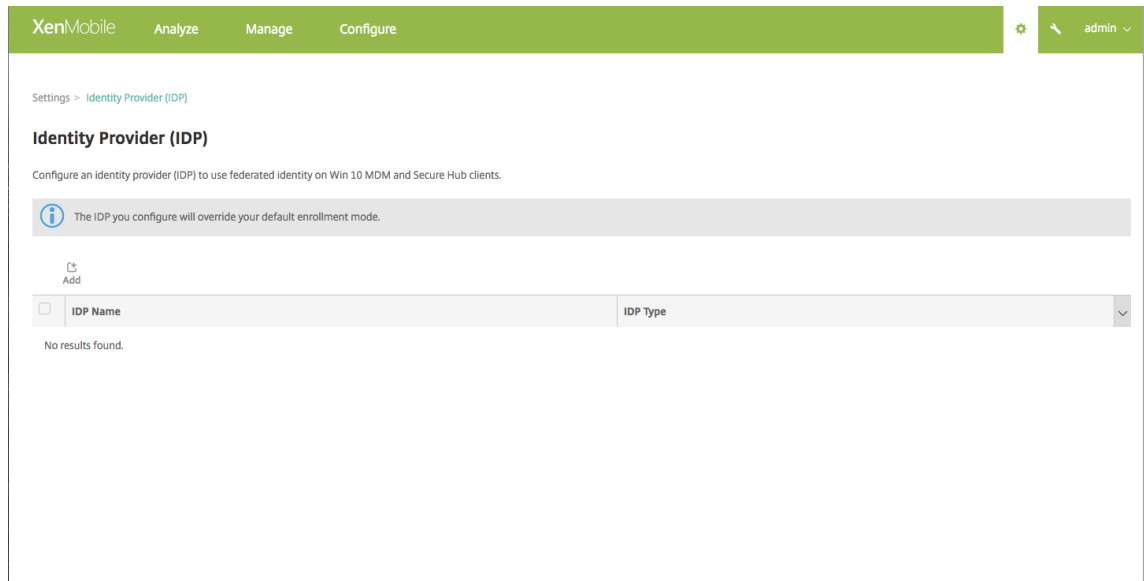 XenMobile Analyze Manage Configure admin
Settings > Identity Provider (IDP)
Identity Provider (IDP)
Configure an identity provider (IDP) to use federated identity on Win 10 MDM and Secure Hub clients.
The IDP you configure will override your default enrollment mode.
Add
IDP Name IDP Type
No results found.